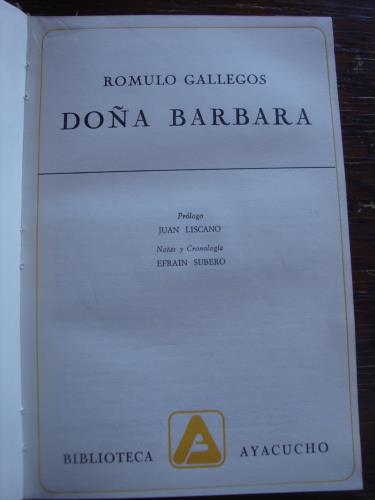 ROMULO GALLEGOS
DOÑA BARBARA
Prólogo
JUAN LISCANO
Notas y Cronología
EFRAIN SUBERO
BIBLIOTECA AYACUCHO